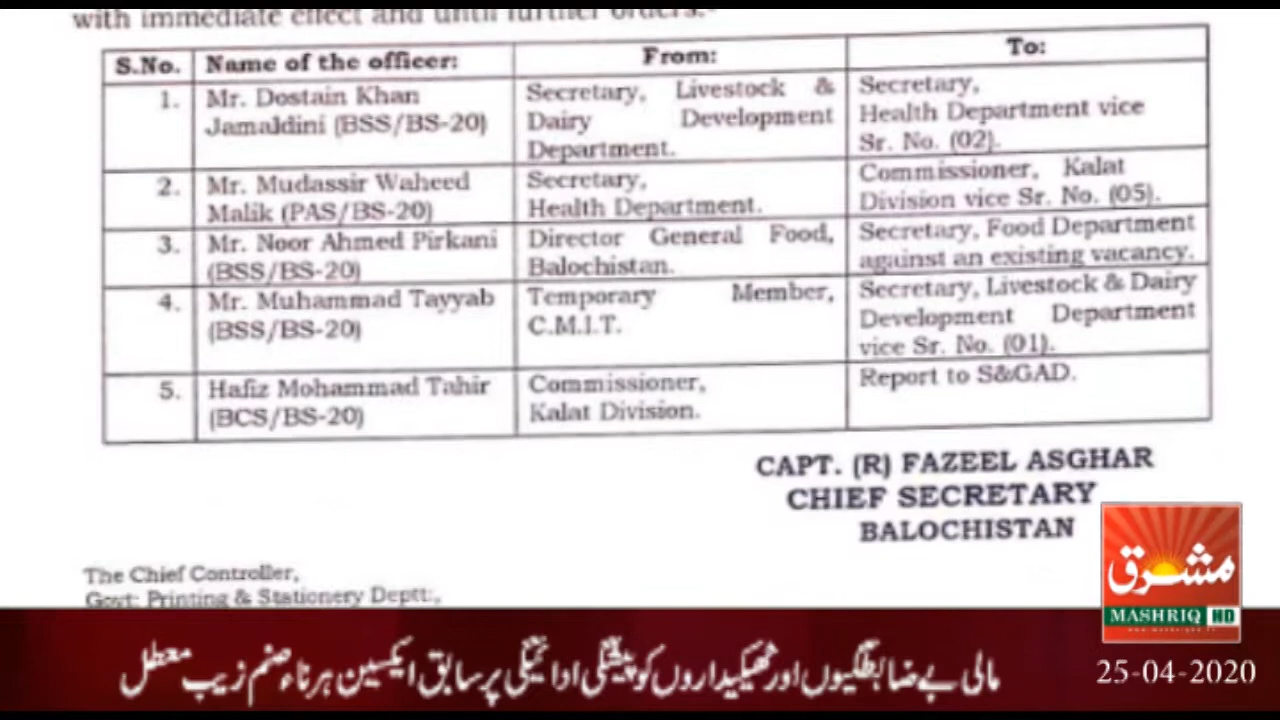 with immediate effect and until further orders.-
S.No. Name of the officer: From: To:
1. Mr. Dostain Khan Jamaldini (BSS/BS-20) Secretary, Livestock & Dairy Development Department. Secretary, Health Department vice Sr. No. (02).
2. Mr. Mudassir Waheed Malik (PAS/BS-20) Secretary, Health Department. Commissioner, Kalat Division vice Sr. No. (05).
3. Mr. Noor Ahmed Pirkani (BSS/BS-20) Director General Food, Balochistan. Secretary, Food Department against an existing vacancy.
4. Mr. Muhammad Tayyab (BSS/BS-20) Temporary Member, C.M.I.T. Secretary, Livestock & Dairy Development Department vice Sr. No. (01).
5. Hafiz Mohammad Tahir (BCS/BS-20) Commissioner, Kalat Division. Report to S&GAD.
CAPT. (R) FAZEEL ASGHAR
CHIEF SECRETARY
BALOCHISTAN
The Chief Controller,
Govt: Printing & Stationery Deptt:,
مشرق
MASHRIQ HD
مالی بے ضابطگیوں اور ٹھیکیداروں کو پیشگی ادائیگی پر سابق ایکسین ہرناء صنم زیب معطل
25-04-2020